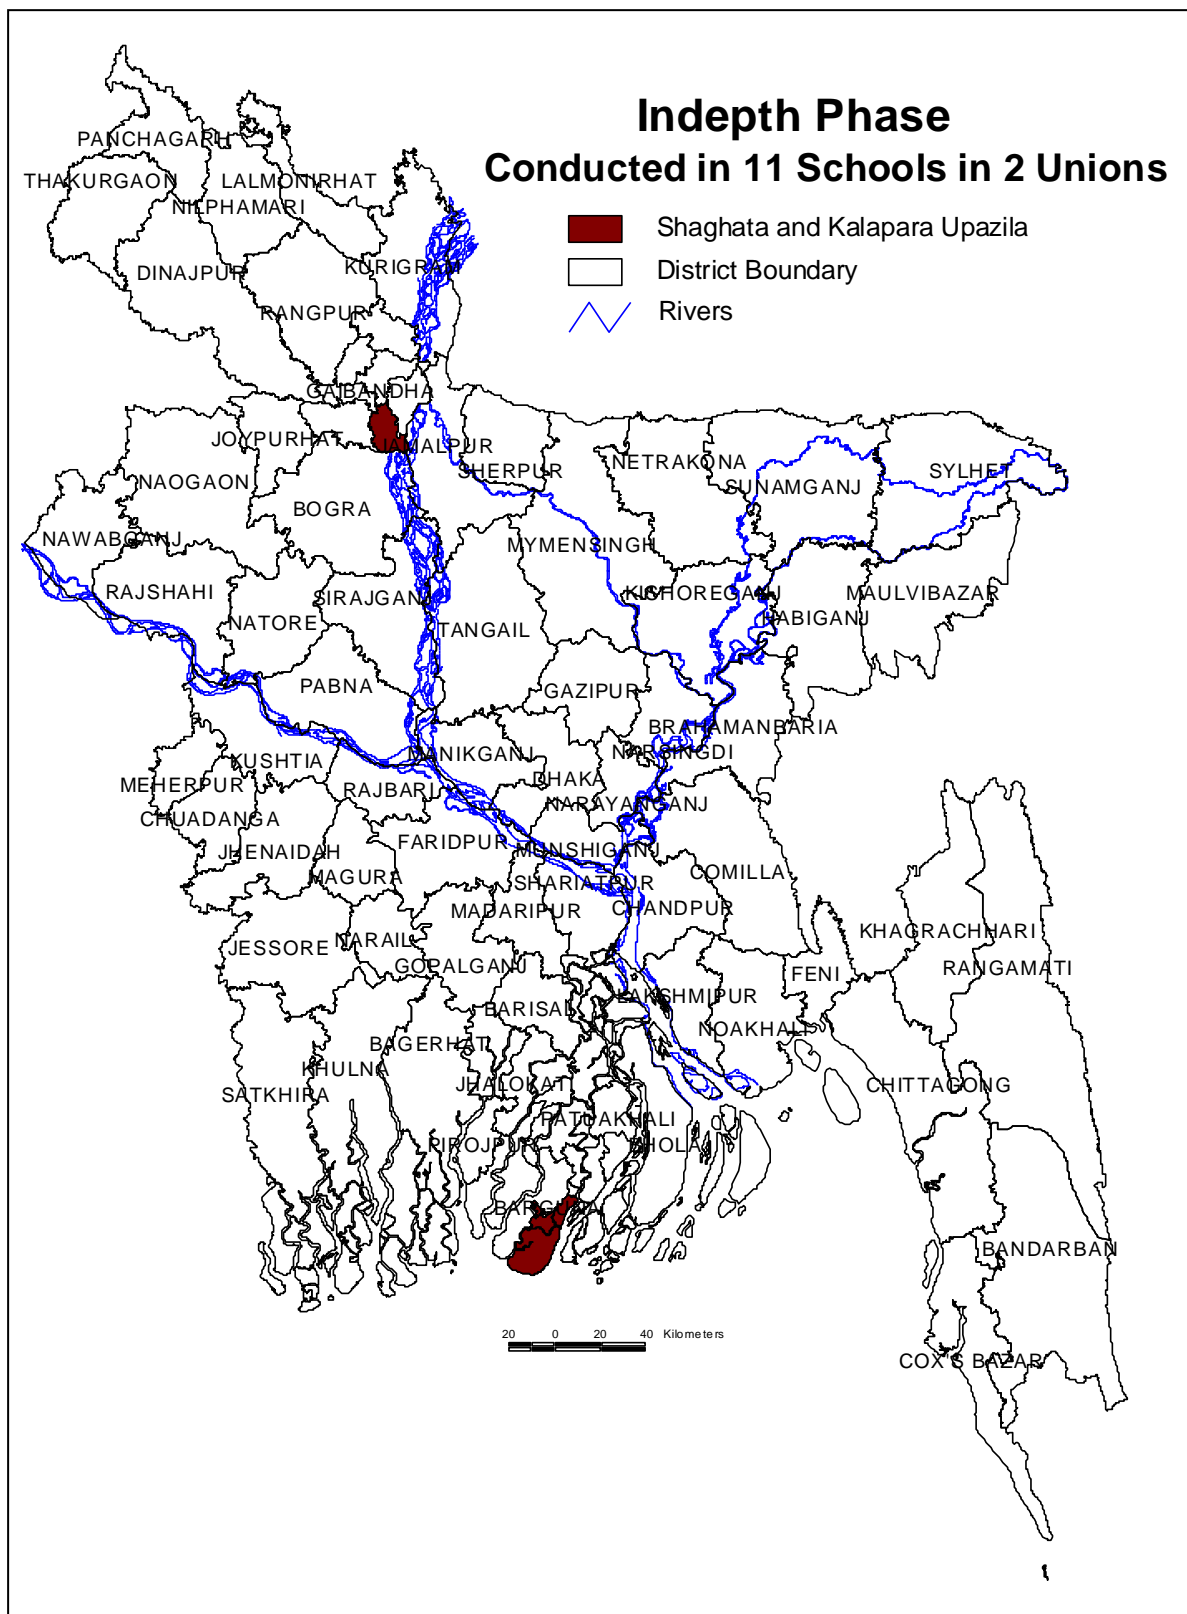 Indepth Phase
Conducted in 11 Schools in 2 Unions
Shaghata and Kalapara Upazila
District Boundary
Rivers
PANCHAGARH
THAKURGAON
LALMONIRHAT
NILPHAMARI
DINAJPUR
KURIGRAM
RANGPUR
GAIBANDHA
JOYPURHAT
JAMALPUR
SHERPUR
NETRAKONA
SUNAMGANJ
SYLHET
NAOGAON
BOGRA
NAWABGANJ
MYMENSINGH
RAJSHAHI
SIRAJGANJ
KISHOREGANJ
MAULVIBAZAR
HABIGANJ
NATORE
TANGAIL
PABNA
GAZIPUR
BRAHAMANBARIA
NARSINGDI
MANIKGANJ
KUSHTIA
MEHERPUR
RAJBARI
DHAKA
NARAYANGANJ
CHUADANGA
FARIDPUR
MUNSHIGANJ
JHENAIDAH
MAGURA
COMILLA
SHARIATPUR
CHANDPUR
MADARIPUR
KHAGRACHHARI
JESSORE
NARAIL
GOPALGANJ
FENI
RANGAMATI
LAKSHMIPUR
BARISAL
NOAKHALI
BAGERHAT
KHULNA
SATKHIRA
JHALOKATI
CHITTAGONG
PATUAKHALI
PIROJPUR
BHOLA
BARGUNA
BANDARBAN
20 0 20 40 Kilometers
COX'S BAZAR